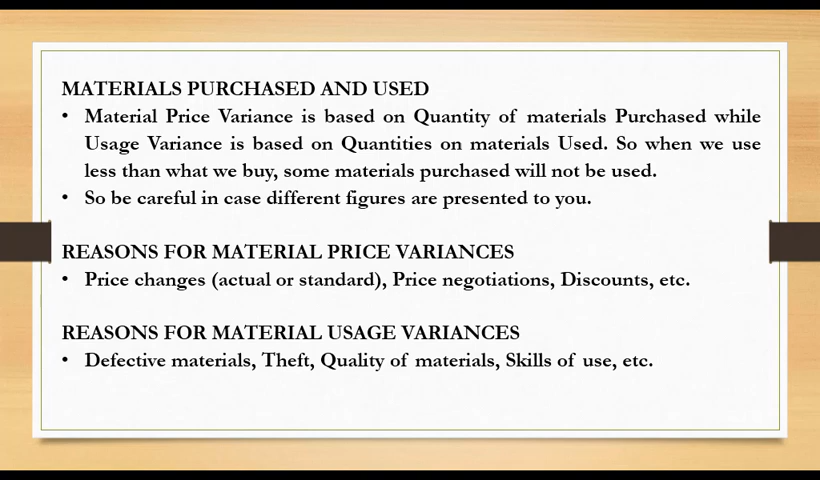 MATERIALS PURCHASED AND USED
• Material Price Variance is based on Quantity of materials Purchased while
Usage Variance is based on Quantities on materials Used. So when we use
less than what we buy, some materials purchased will not be used.
• So be careful in case different figures are presented to you.
REASONS FOR MATERIAL PRICE VARIANCES
• Price changes (actual or standard), Price negotiations, Discounts, etc.
REASONS FOR MATERIAL USAGE VARIANCES
• Defective materials, Theft, Quality of materials, Skills of use, etc.